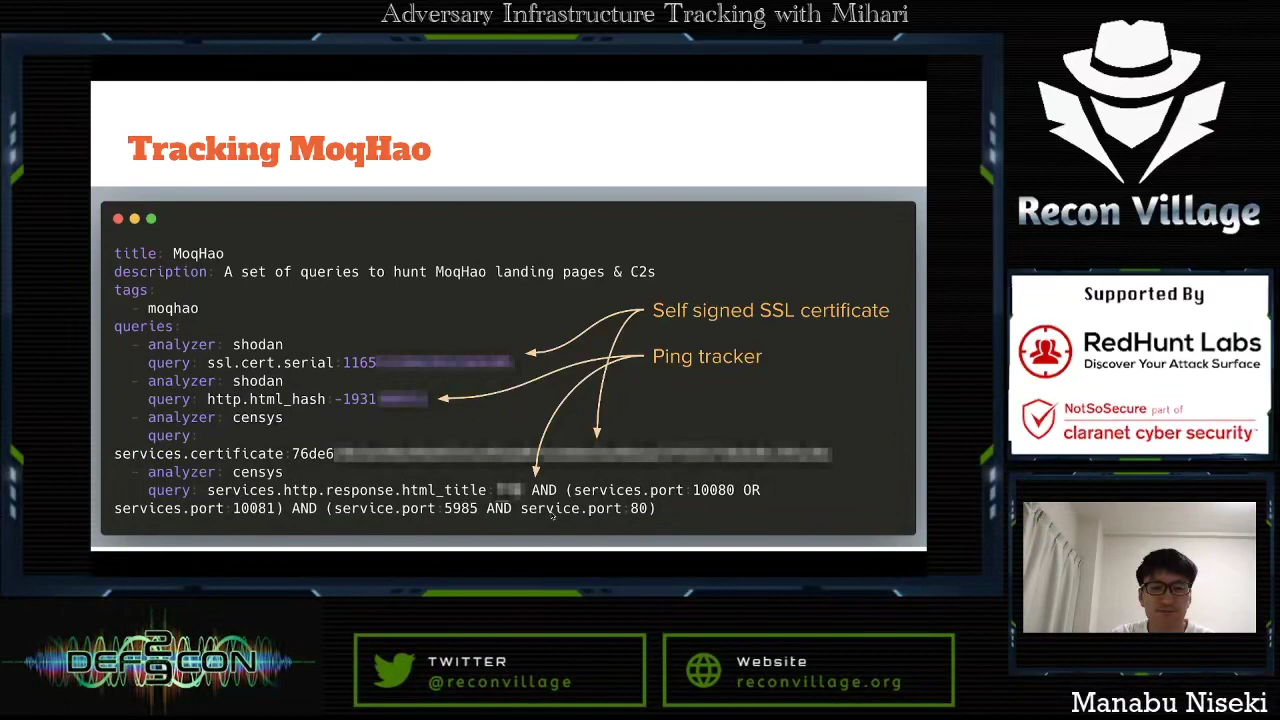 Adversary Infrastructure Tracking with Mihari
Tracking MoqHao
title: MoqHao
description: A set of queries to hunt MoqHao landing pages & C2s
tags:
- moqhao
queries:
- analyzer: shodan
query: ssl.cert.serial:1165
- analyzer: shodan
query: http.html_hash:-1931
- analyzer: censys
query:
services.certificate:76de6
- analyzer: censys
query: services.http.response.html_title: AND (services.port:10080 OR
services.port:10081) AND (service.port:5985 AND service.port:80)
Self signed SSL certificate
Ping tracker
Recon Village
Supported By
RedHunt Labs
Discover Your Attack Surface
NotSoSecure part of
claranet cyber security
DEFCON
TWITTER
@reconvillage
Website
reconvillage.org
Manabu Niseki